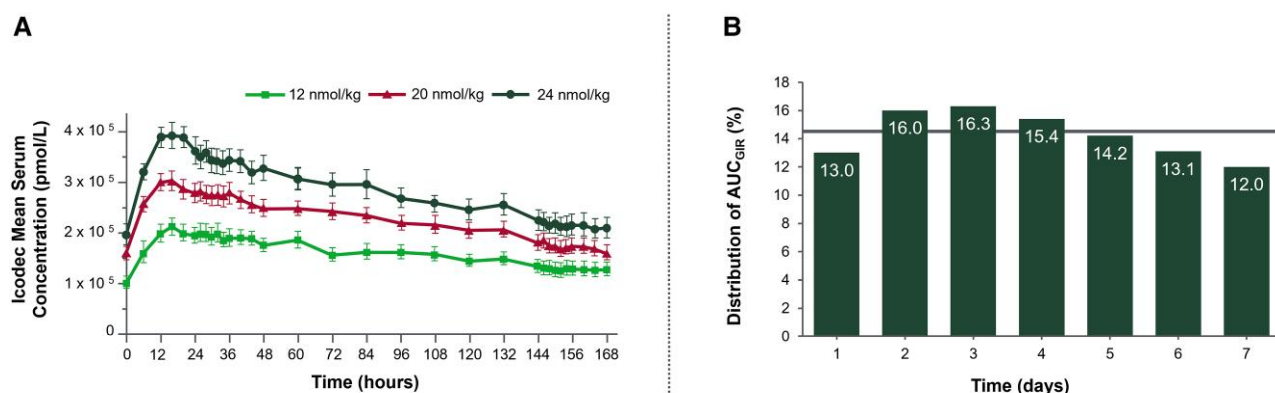 A
12 nmol/kg 20 nmol/kg 24 nmol/kg
Icodec Mean Serum
Concentration (pmol/L)
4 x 10⁵
3 x 10⁵
2 x 10⁵
1 x 10⁵
0
0 12 24 36 48 60 72 84 96 108 120 132 144 156 168
Time (hours)
B
Distribution of AUC_GIR (%)
18
16
14
12
10
8
6
4
2
0
13.0 16.0 16.3 15.4 14.2 13.1 12.0
1 2 3 4 5 6 7
Time (days)